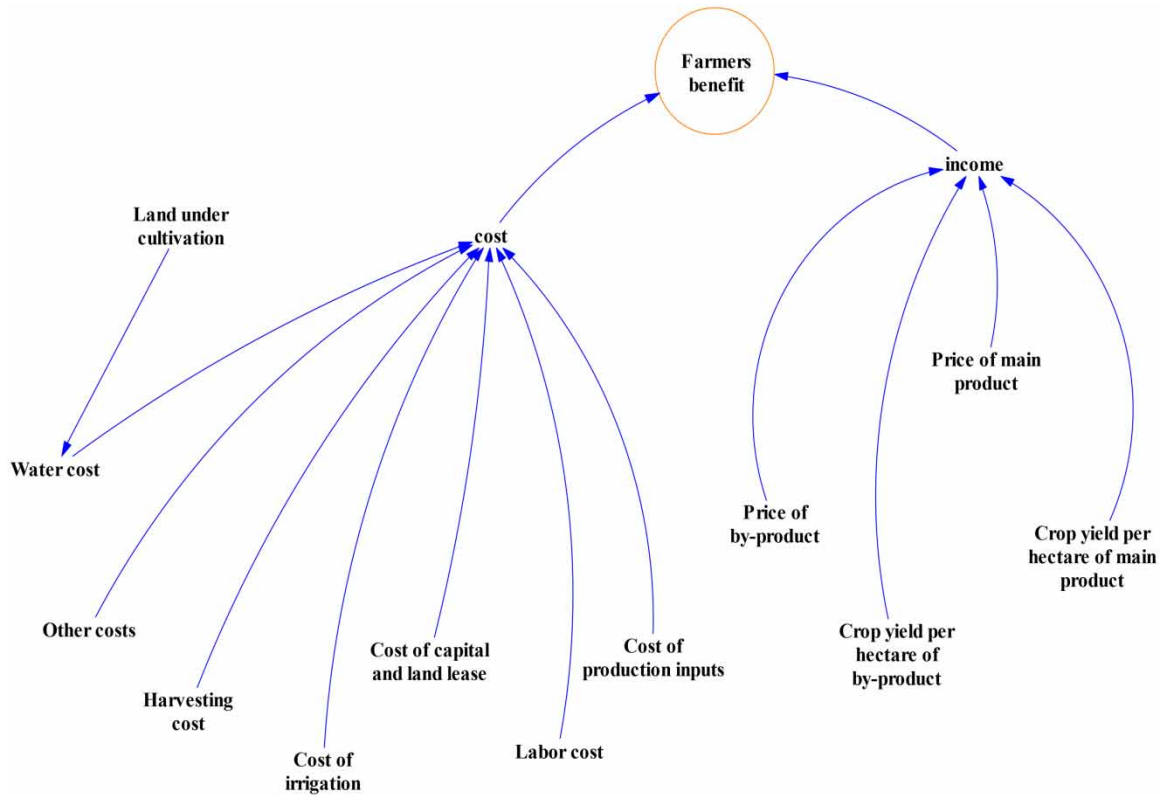 Farmers
benefit
income
Land under
cultivation
cost
Price of main
product
Water cost
Price of
by-product
Crop yield per
hectare of main
product
Other costs
Cost of capital
and land lease
Cost of
production inputs
Crop yield per
hectare of
by-product
Harvesting
cost
Labor cost
Cost of
irrigation